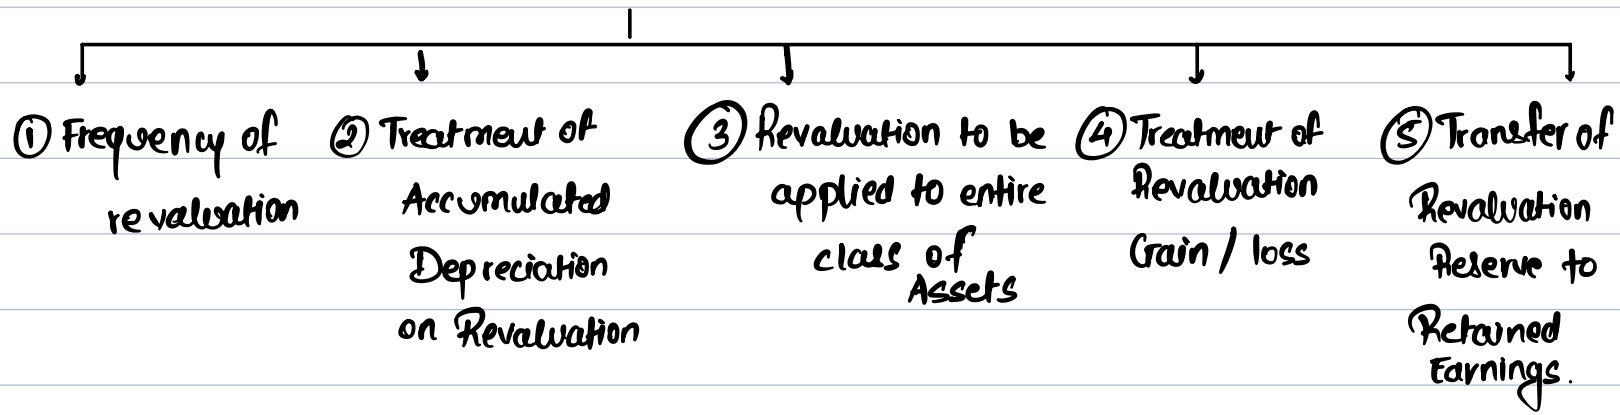 ① Frequency of
revaluation
② Treatment of
Accumulated
Depreciation
on Revaluation
③ Revaluation to be
applied to entire
class of
Assets
④ Treatment of
Revaluation
Gain / loss
⑤ Transfer of
Revaluation
Reserve to
Retained
Earnings.